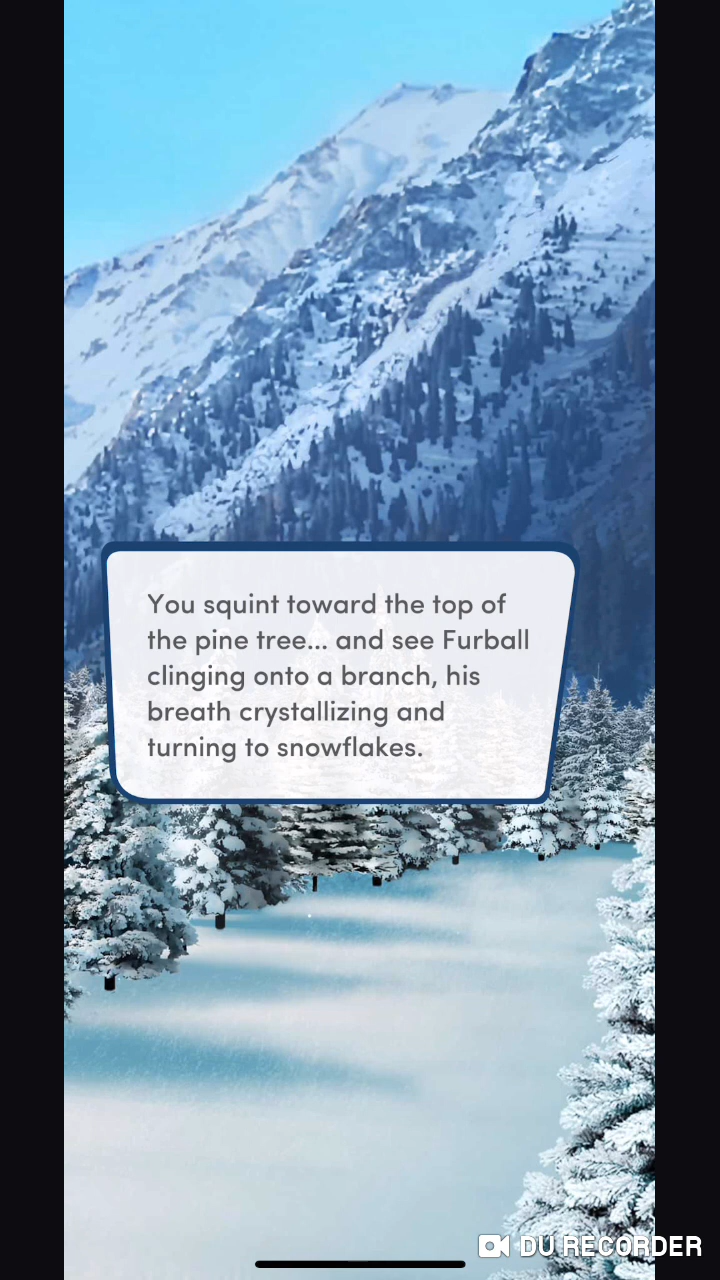 You squint toward the top of
the pine tree... and see Furball
clinging onto a branch, his
breath crystallizing and
turning to snowflakes.
DU RECORDER